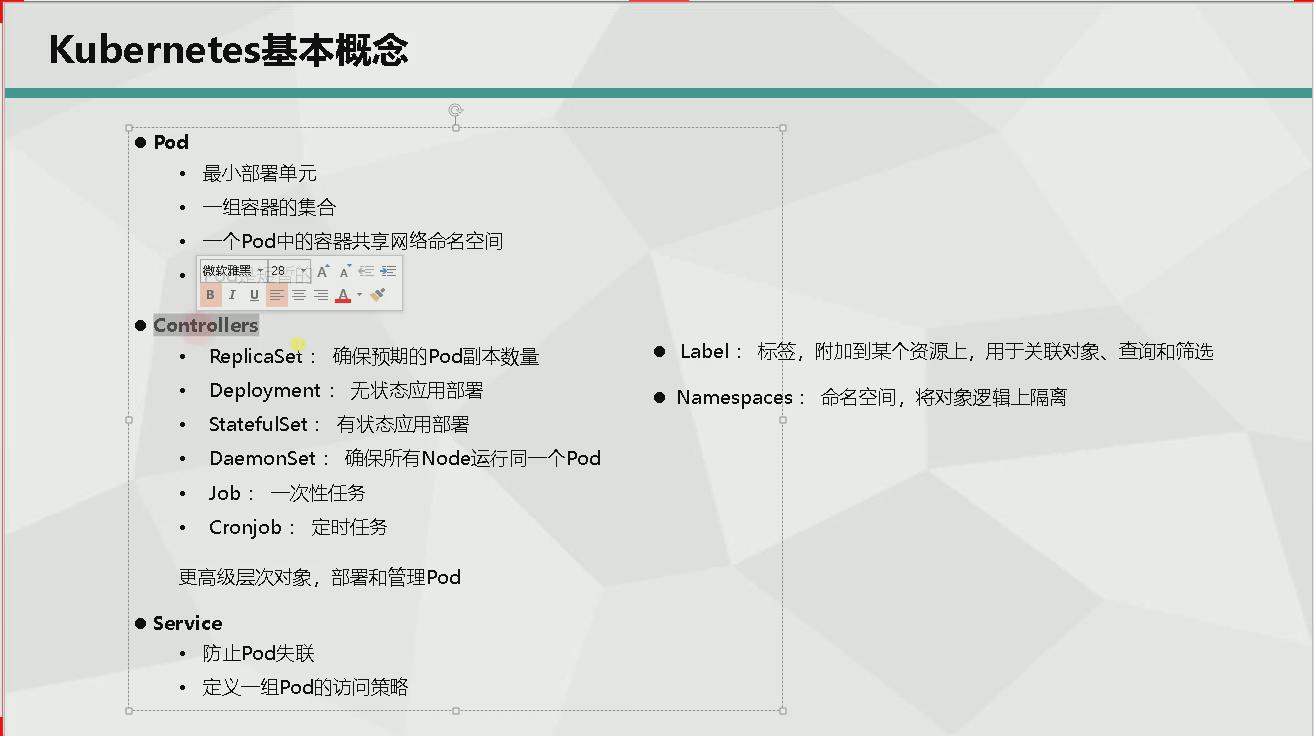 Kubernetes基本概念
● Pod
• 最小部署单元
• 一组容器的集合
• 一个Pod中的容器共享网络命名空间
• Pod是短暂的
微软雅黑 28 A A
B I U A
● Controllers
• ReplicaSet： 确保预期的Pod副本数量
• Deployment： 无状态应用部署
• StatefulSet： 有状态应用部署
• DaemonSet： 确保所有Node运行同一个Pod
• Job： 一次性任务
• Cronjob： 定时任务
更高级层次对象，部署和管理Pod
● Service
• 防止Pod失联
• 定义一组Pod的访问策略
● Label： 标签，附加到某个资源上，用于关联对象、查询和筛选
● Namespaces： 命名空间，将对象逻辑上隔离